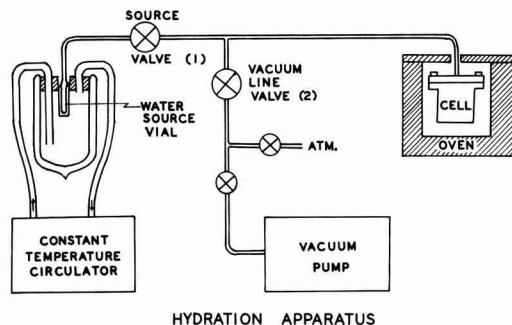 SOURCE
VALVE (1)
VACUUM
LINE
VALVE (2)
WATER
SOURCE
VIAL
CELL
OVEN
ATM.
CONSTANT
TEMPERATURE
CIRCULATOR
VACUUM
PUMP
HYDRATION APPARATUS